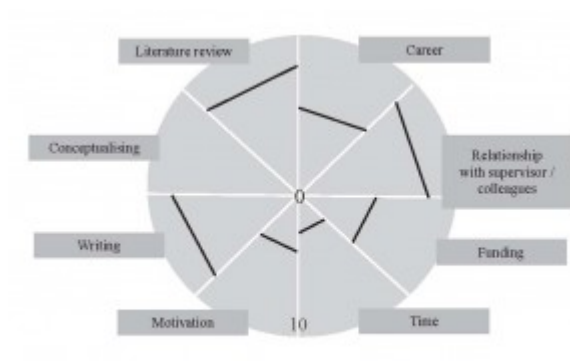 Literature review
Career
Conceptualising
Relationship
with supervisor /
colleagues
0
Writing
Funding
Motivation
10
Time